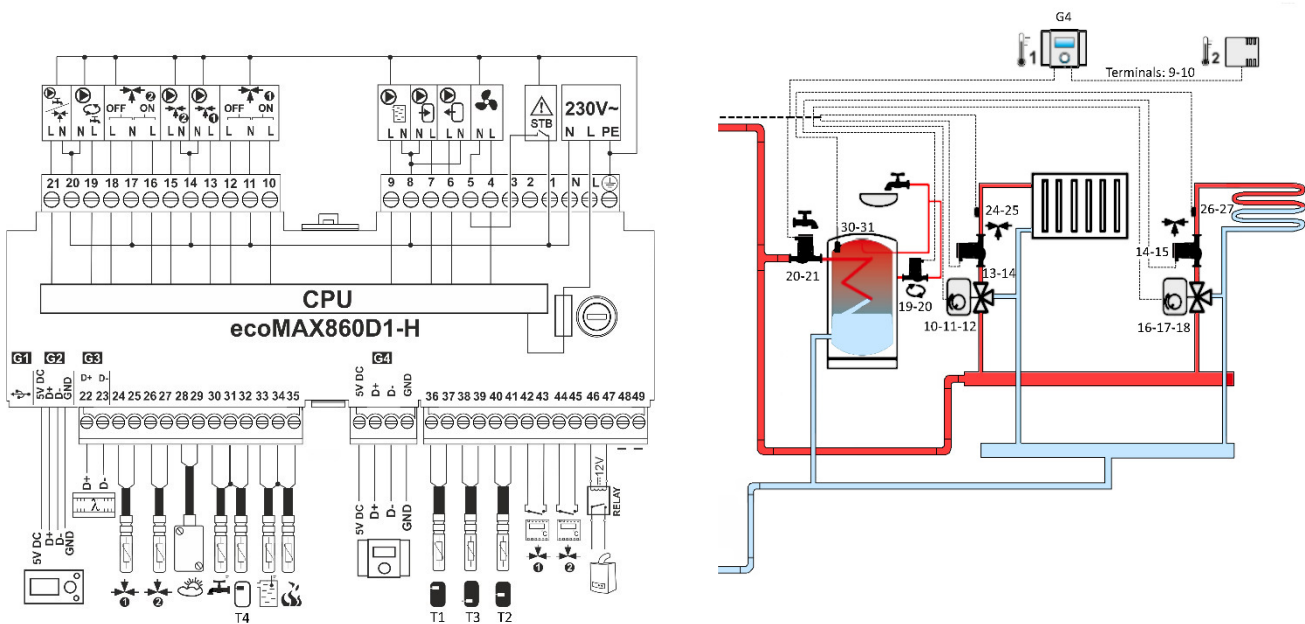 OFF ON
OFF ON
STB
230V~
L N N L L N L N L N L
L N N L L N L N L PE
21 20 19 18 17 16 15 14 13 12 11 10
9 8 7 6 5 4 3 2 1 N L
CPU
ecoMAX860D1-H
G1 G2 G3 G4
5V DC D+ D- GND
D+ D-
5V DC D+ D- GND
22 23 24 25 26 27 28 29 30 31 32 33 34 35
36 37 38 39 40 41 42 43 44 45 46 47 48 49
D+ D-
λ
5V DC D+ D- GND
5V DC D+ D- GND
12V
RELAY
C C
1 2
1 2
T4
T1 T3 T2
G4
1
2
Terminals: 9-10
30-31
24-25
26-27
20-21
19-20
13-14
14-15
10-11-12
16-17-18